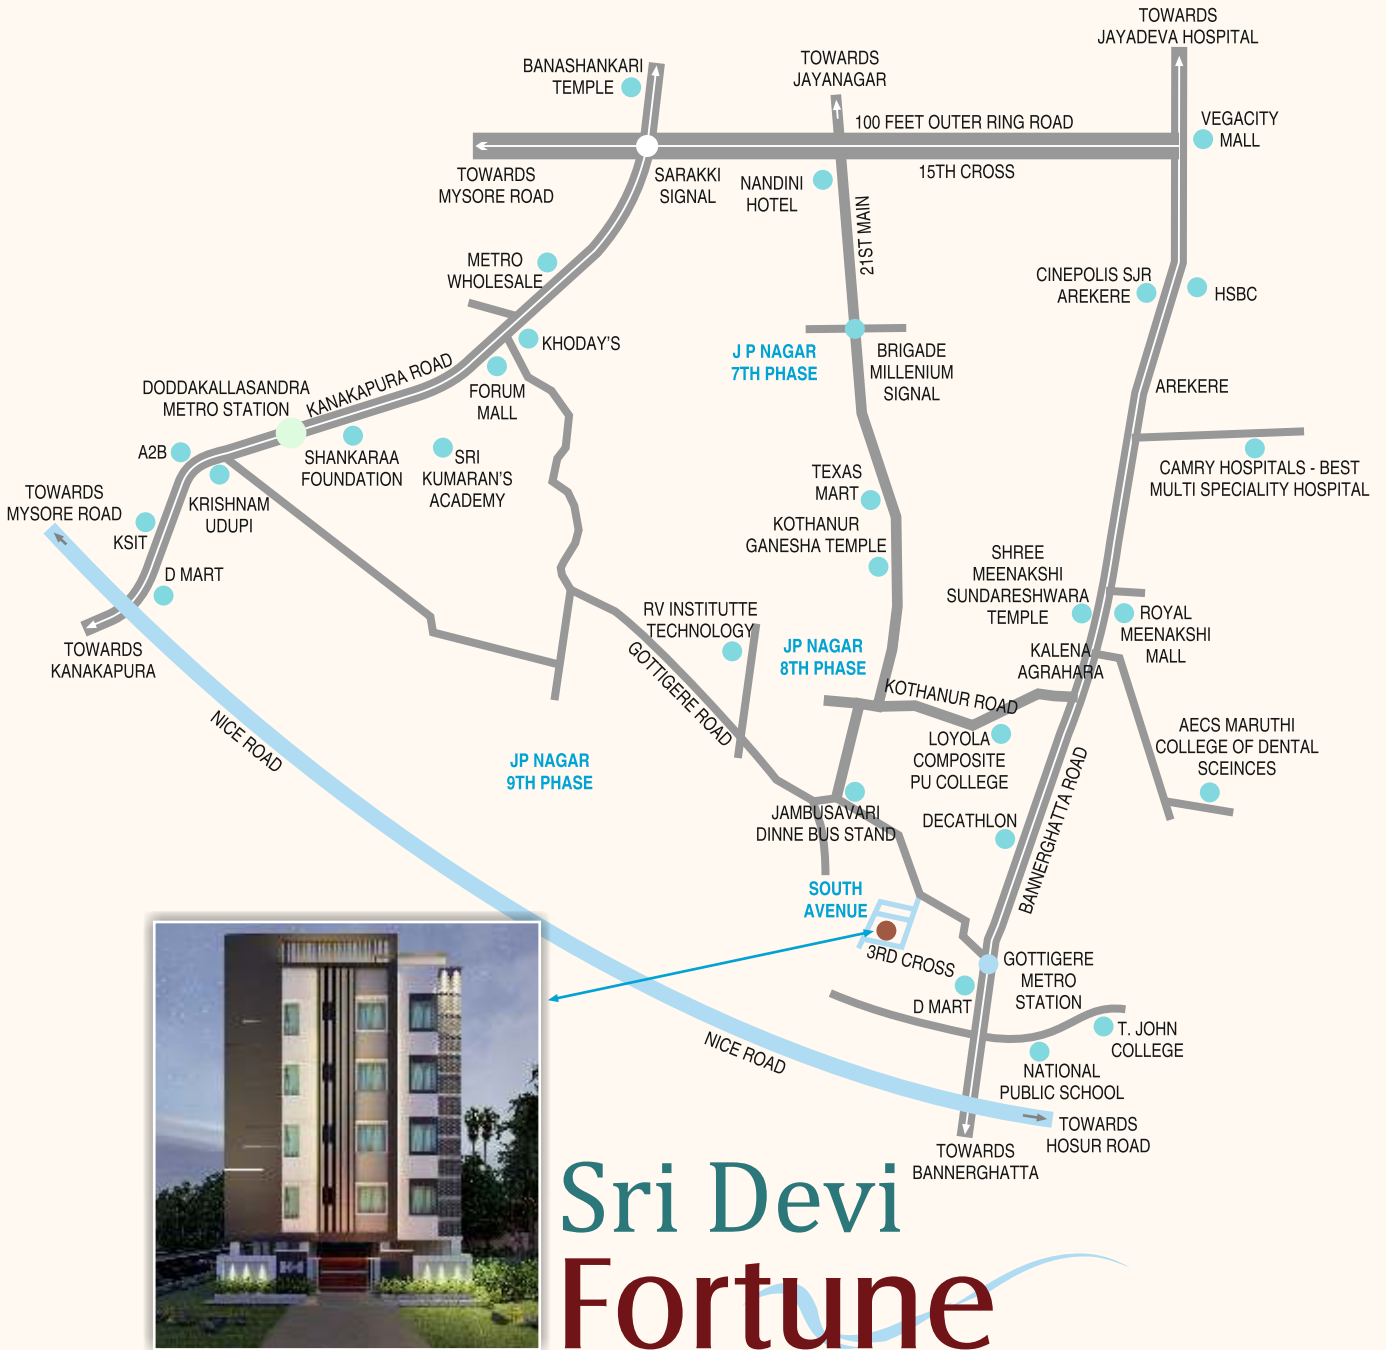 TOWARDS
JAYADEVA HOSPITAL
BANASHANKARI
TEMPLE
TOWARDS
JAYANAGAR
100 FEET OUTER RING ROAD
VEGACITY
MALL
TOWARDS
MYSORE ROAD
SARAKKI
SIGNAL
NANDINI
HOTEL
15TH CROSS
21ST MAIN
METRO
WHOLESALE
CINEPOLIS SJR
AREKERE
HSBC
KHODAY'S
J P NAGAR
7TH PHASE
BRIGADE
MILLENIUM
SIGNAL
DODDAKALLASANDRA
METRO STATION
KANAKAPURA ROAD
FORUM
MALL
AREKERE
A2B
SHANKARAA
FOUNDATION
SRI
KUMARAN'S
ACADEMY
CAMRY HOSPITALS - BEST
MULTI SPECIALITY HOSPITAL
TOWARDS
MYSORE ROAD
KRISHNAM
UDUPI
TEXAS
MART
KSIT
KOTHANUR
GANESHA TEMPLE
D MART
SHREE
MEENAKSHI
SUNDARESHWARA
TEMPLE
ROYAL
MEENAKSHI
MALL
RV INSTITUTTE
TECHNOLOGY
TOWARDS
KANAKAPURA
JP NAGAR
8TH PHASE
KALENA
AGRAHARA
GOTTIGERE ROAD
KOTHANUR ROAD
NICE ROAD
JP NAGAR
9TH PHASE
LOYOLA
COMPOSITE
PU COLLEGE
AECS MARUTHI
COLLEGE OF DENTAL
SCEINCES
JAMBUSAVARI
DINNE BUS STAND
DECATHLON
BANNERGHATTA ROAD
SOUTH
AVENUE
3RD CROSS
GOTTIGERE
METRO
STATION
D MART
T. JOHN
COLLEGE
NICE ROAD
NATIONAL
PUBLIC SCHOOL
TOWARDS
HOSUR ROAD
TOWARDS
BANNERGHATTA
Sri Devi
Fortune